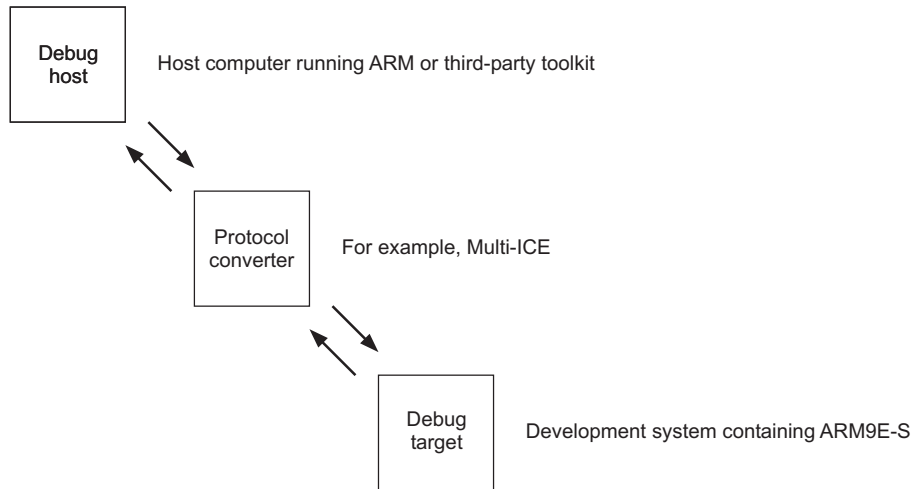 Debug
host
Host computer running ARM or third-party toolkit
Protocol
converter
For example, Multi-ICE
Debug
target
Development system containing ARM9E-S